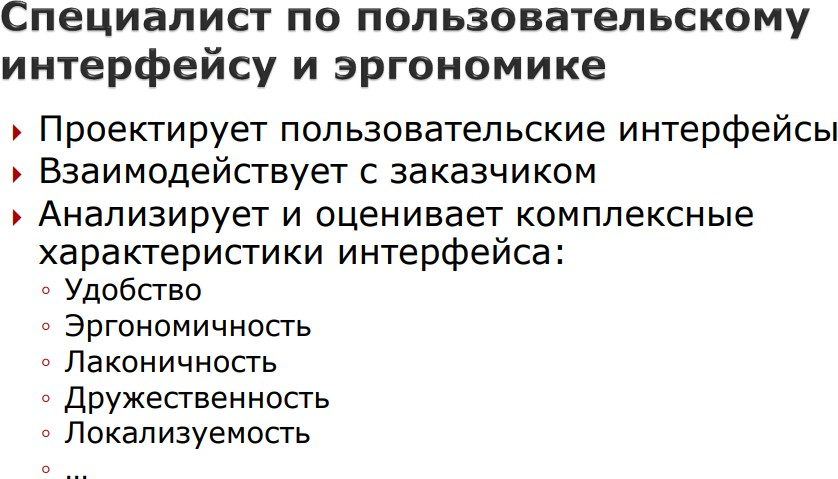 Специалист по пользовательскому
интерфейсу и эргономике
Проектирует пользовательские интерфейсы
Взаимодействует с заказчиком
Анализирует и оценивает комплексные
характеристики интерфейса:
Удобство
Эргономичность
Лаконичность
Дружественность
Локализуемость
...